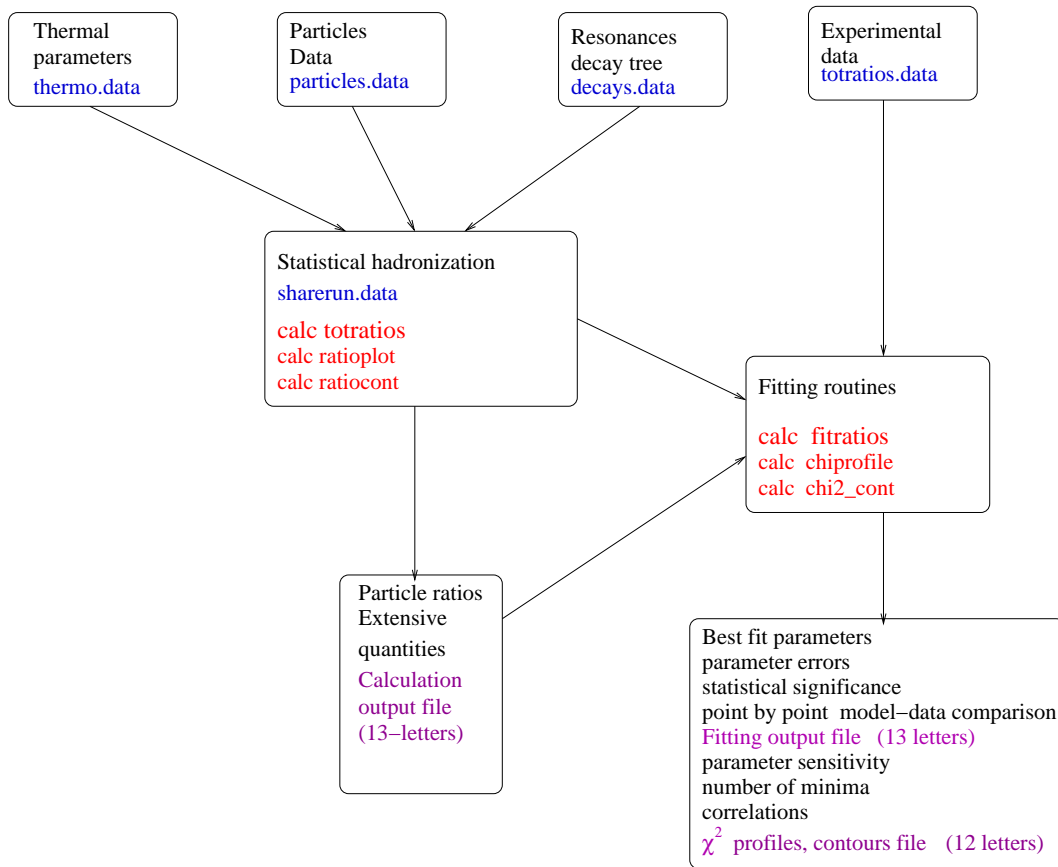 Thermal
parameters
thermo.data
Particles
Data
particles.data
Resonances
decay tree
decays.data
Experimental
data
totratios.data
Statistical hadronization
sharerun.data
calc totratios
calc ratioplot
calc ratiocont
Fitting routines
calc fitratios
calc chiprofile
calc chi2_cont
Particle ratios
Extensive
quantities
Calculation
output file
(13−letters)
Best fit parameters
parameter errors
statistical significance
point by point model−data comparison
Fitting output file (13 letters)
parameter sensitivity
number of minima
correlations
χ² profiles, contours file (12 letters)